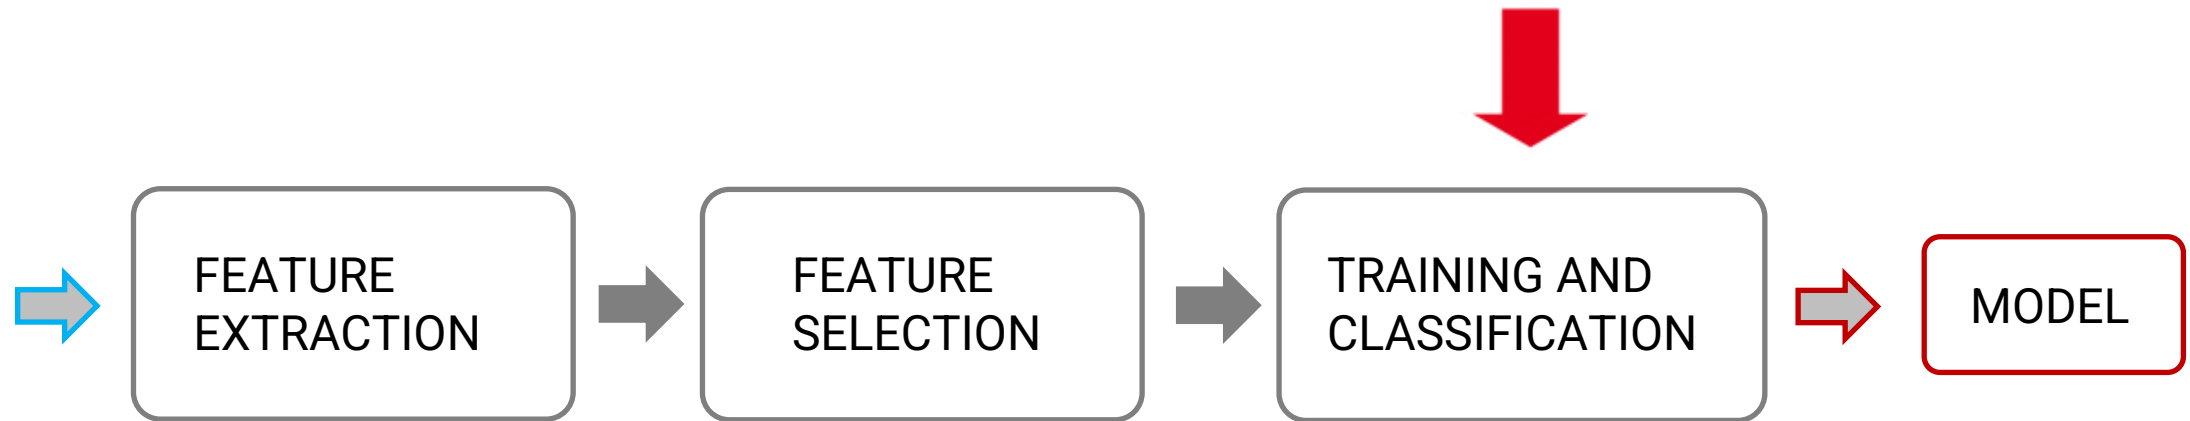 FEATURE
EXTRACTION
FEATURE
SELECTION
TRAINING AND
CLASSIFICATION
MODEL